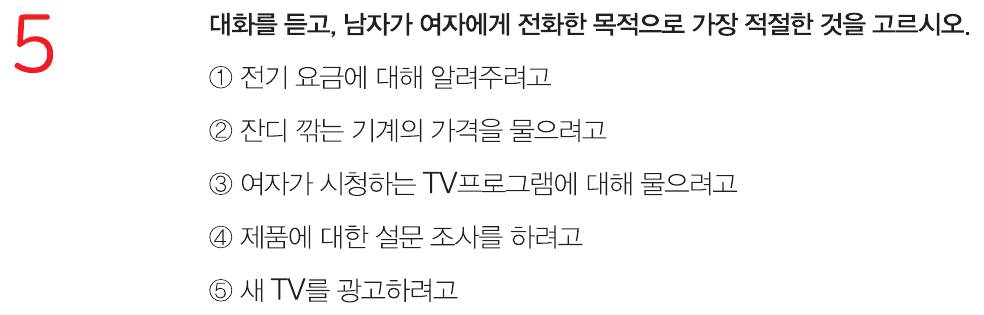 5
대화를 듣고, 남자가 여자에게 전화한 목적으로 가장 적절한 것을 고르시오.
① 전기 요금에 대해 알려주려고
② 잔디 깎는 기계의 가격을 물으려고
③ 여자가 시청하는 TV프로그램에 대해 물으려고
④ 제품에 대한 설문 조사를 하려고
⑤ 새 TV를 광고하려고